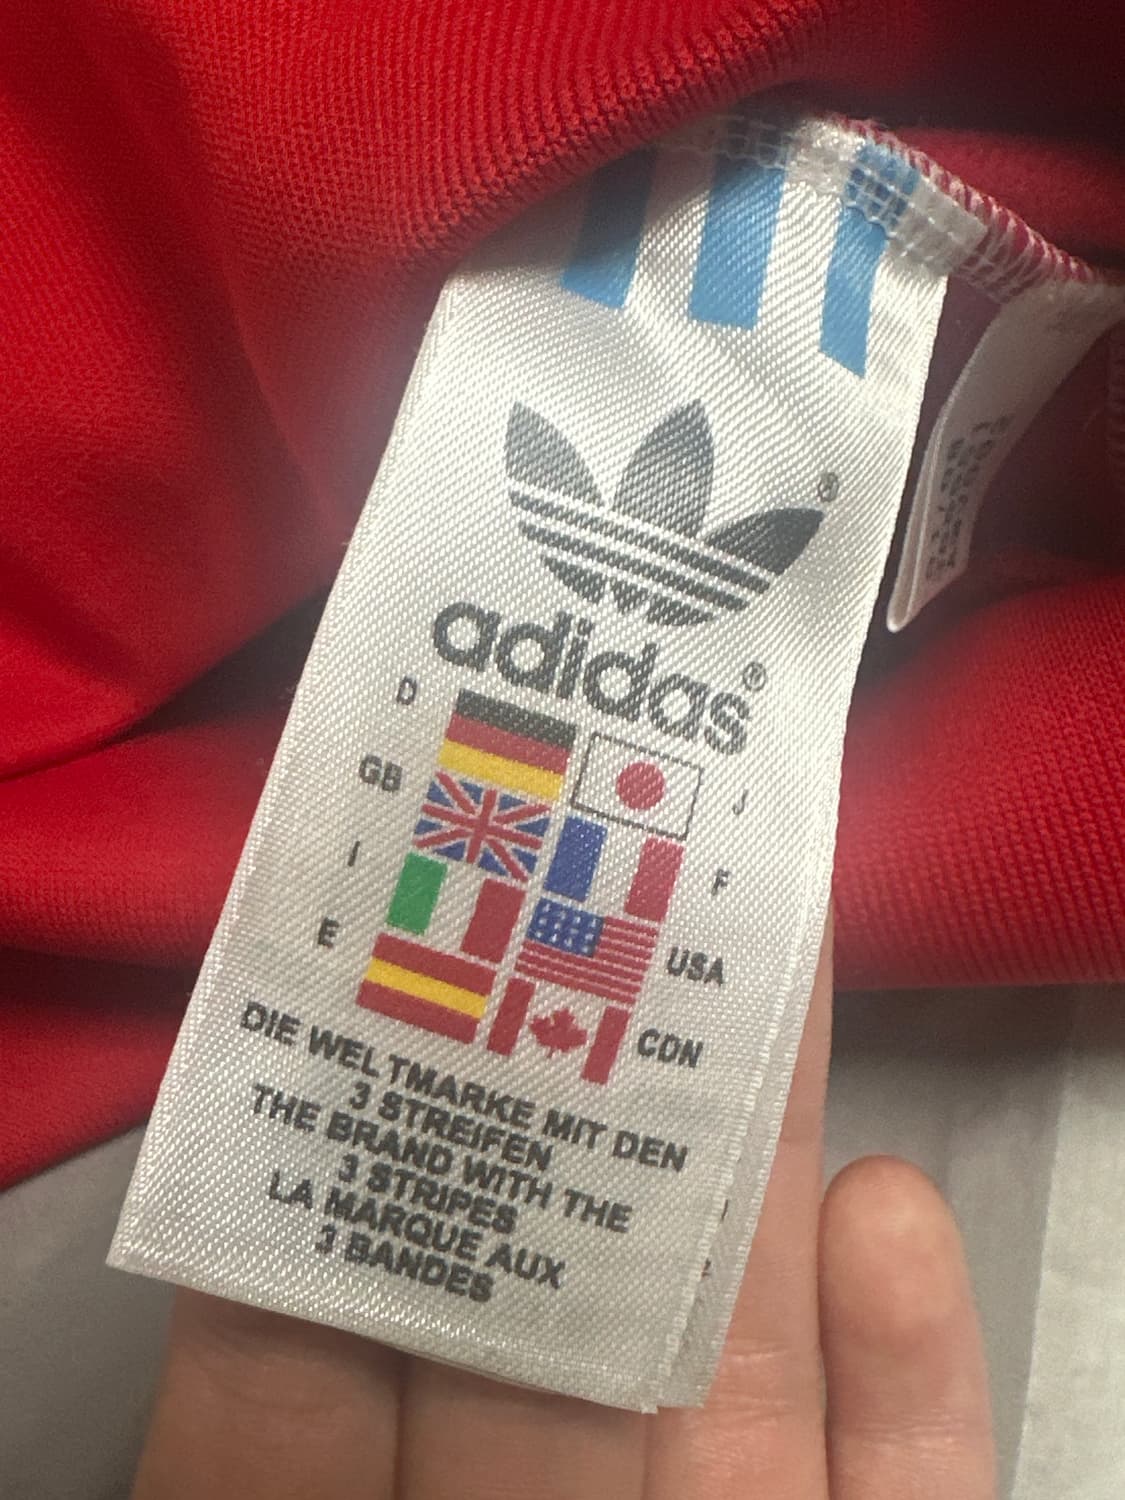 ®
adidas®
D
J
GB
F
I
USA
E
CDN
DIE WELTMARKE MIT DEN
3 STREIFEN
THE BRAND WITH THE
3 STRIPES
LA MARQUE AUX
3 BANDES